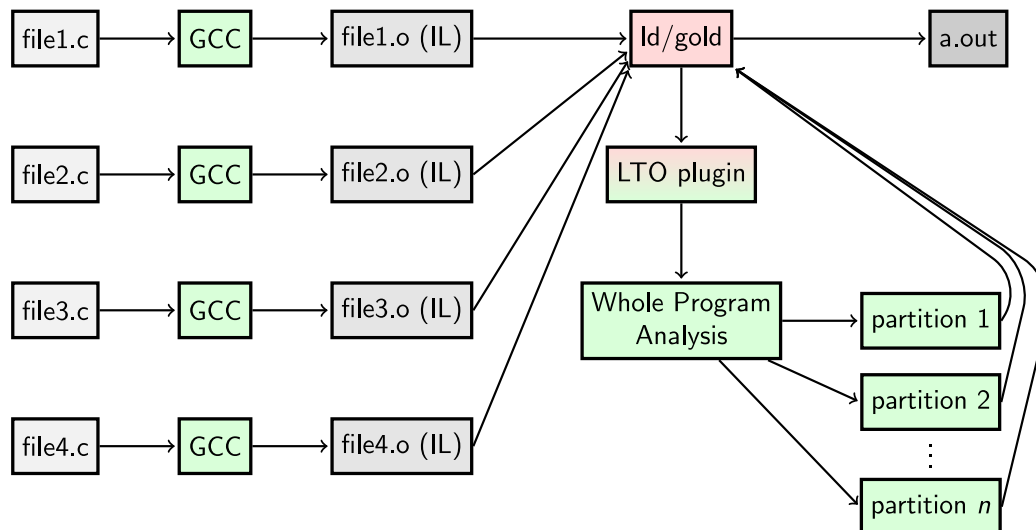 file1.c
GCC
file1.o (IL)
ld/gold
a.out
file2.c
GCC
file2.o (IL)
LTO plugin
file3.c
GCC
file3.o (IL)
Whole Program
Analysis
partition 1
partition 2
file4.c
GCC
file4.o (IL)
⋮
partition n